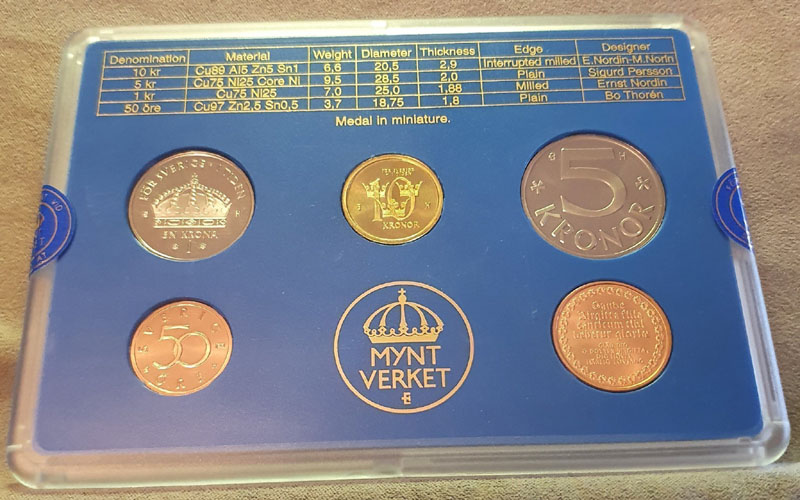 Denomination Material Weight Diameter Thickness Edge Designer
10 kr Cu89 Al5 Zn5 Sn1 6,6 20,5 2,9 Interrupted milled E.Nordin-M.Norin
5 kr Cu75 Ni25 Core Ni 9,5 28,5 2,0 Plain Sigurd Persson
1 kr Cu75 Ni25 7,0 25,0 1,88 Milled Ernst Nordin
50 öre Cu97 Zn2,5 Sn0,5 3,7 18,75 1,8 Plain Bo Thorén
Medal in miniature.
FÖR SVERIGE I TIDEN
EN KRONA
1
10
KRONOR
5
KRONOR
SVERIGE
50
ÖRE
MYNT
VERKET
E